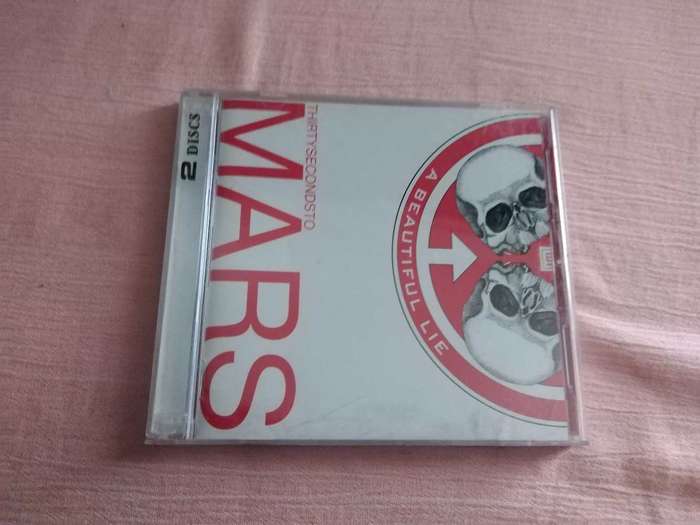 2 DISCS
THIRTYSECONDSTO
MARS
A BEAUTIFUL LIE